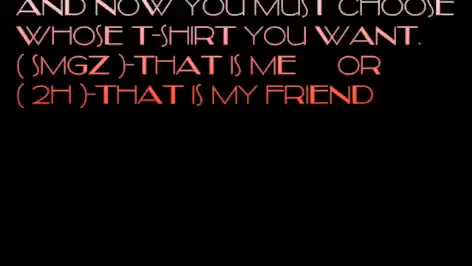 AND NOW YOU MUST CHOOSE
WHOSE T-SHIRT YOU WANT.
( SMGZ )-THAT IS ME OR
( 2H )-THAT IS MY FRIEND